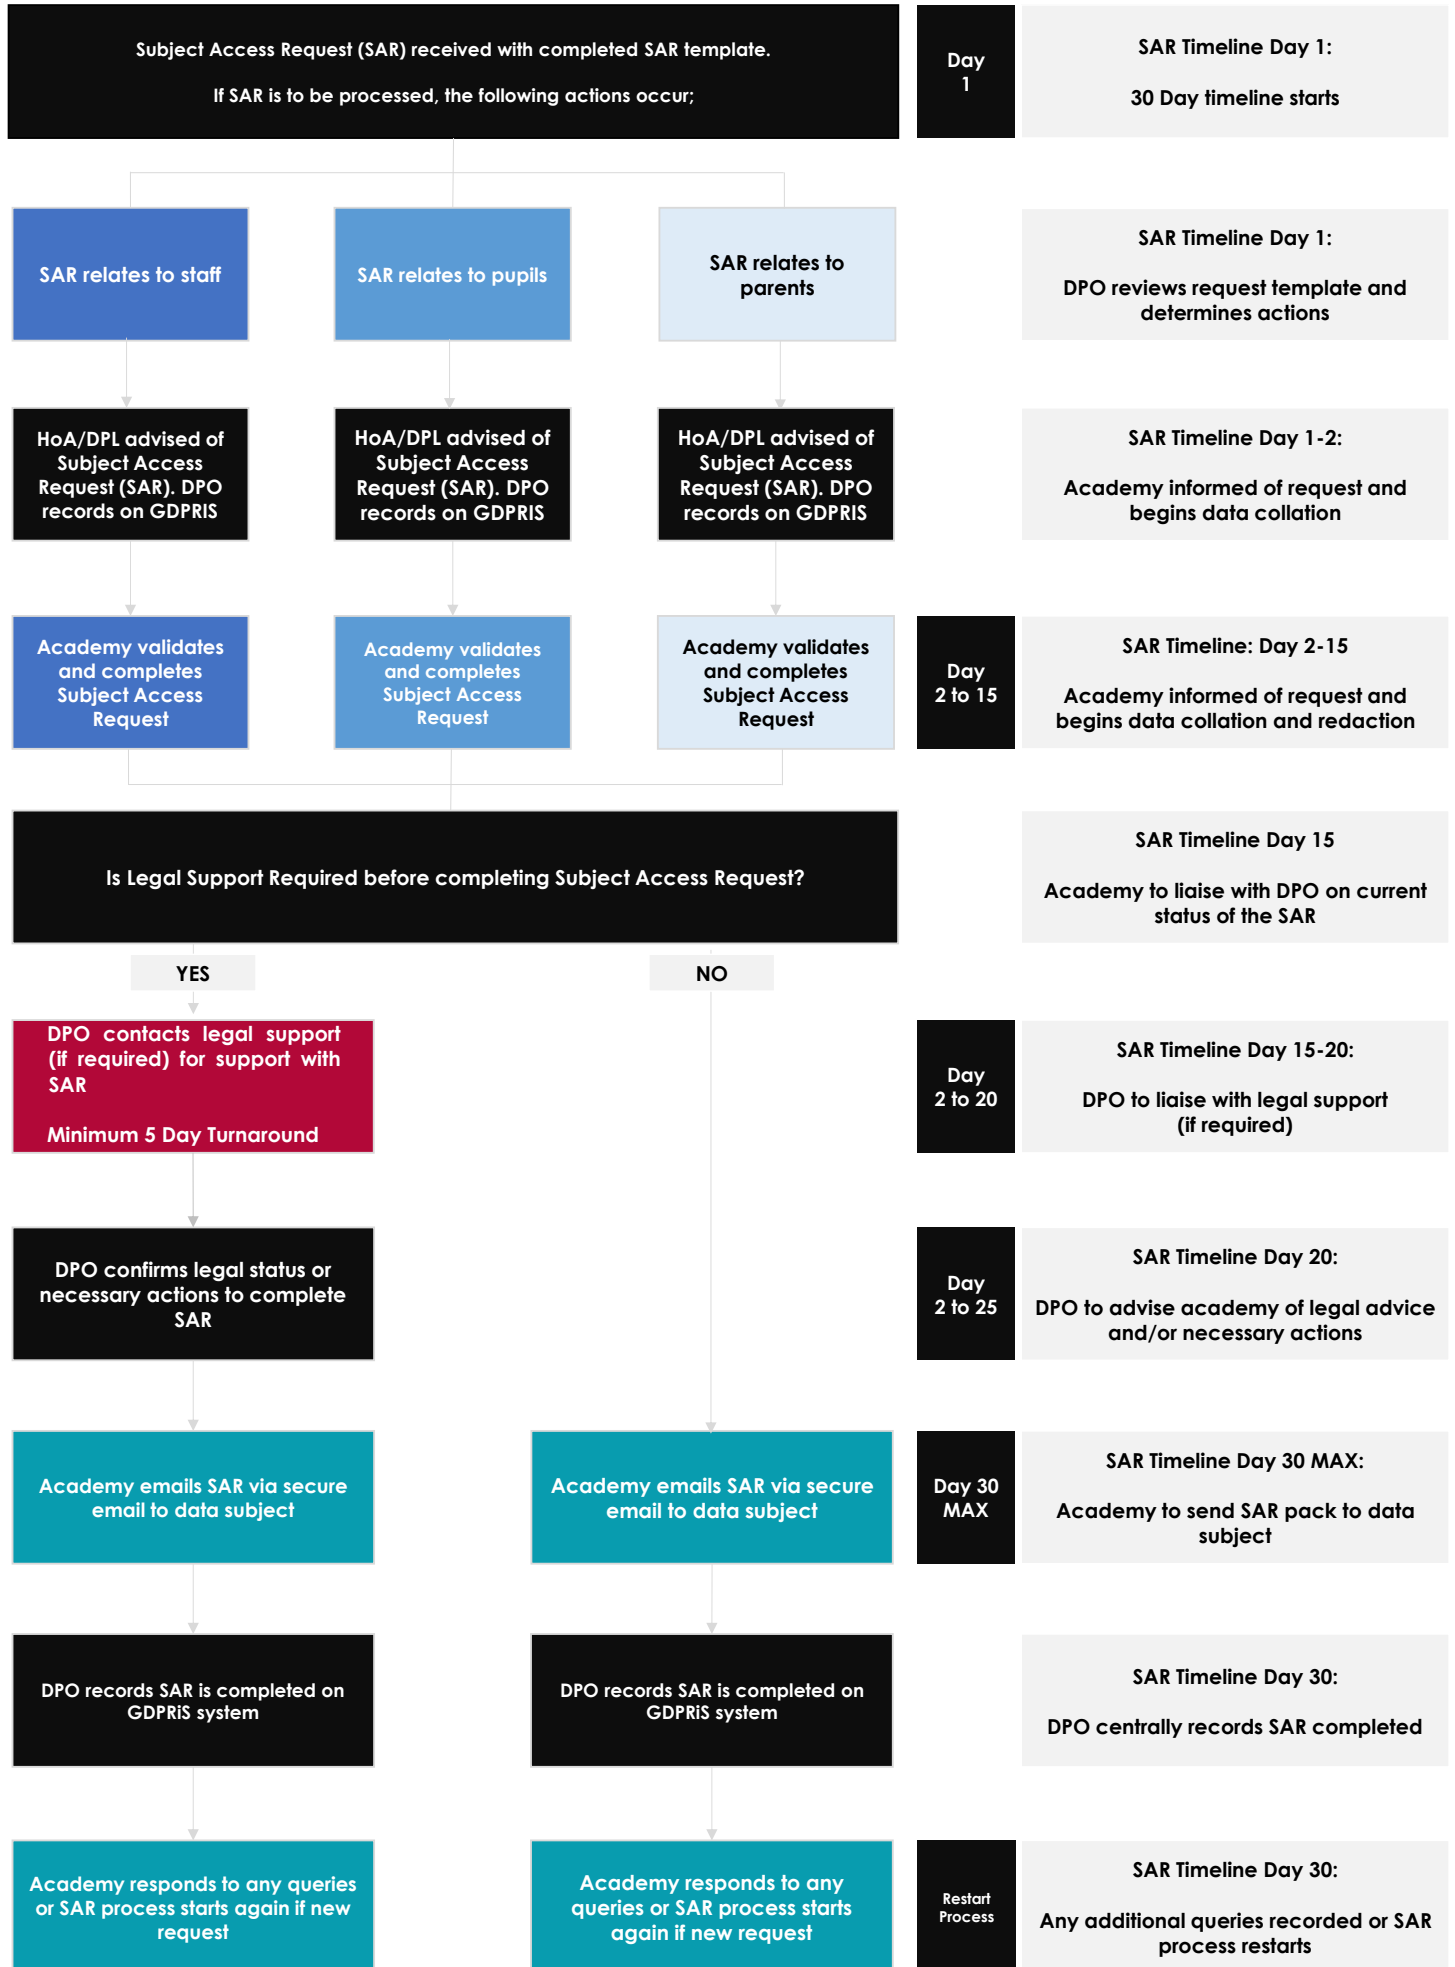 Subject Access Request (SAR) received with completed SAR template.
If SAR is to be processed, the following actions occur;
Day
1
SAR Timeline Day 1:
30 Day timeline starts
SAR relates to staff
SAR relates to pupils
SAR relates to
parents
SAR Timeline Day 1:
DPO reviews request template and
determines actions
HoA/DPL advised of
Subject Access
Request (SAR). DPO
records on GDPRIS
HoA/DPL advised of
Subject Access
Request (SAR). DPO
records on GDPRIS
HoA/DPL advised of
Subject Access
Request (SAR). DPO
records on GDPRIS
SAR Timeline Day 1-2:
Academy informed of request and
begins data collation
Academy validates
and completes
Subject Access
Request
Academy validates
and completes
Subject Access
Request
Academy validates
and completes
Subject Access
Request
Day
2 to 15
SAR Timeline: Day 2-15
Academy informed of request and
begins data collation and redaction
Is Legal Support Required before completing Subject Access Request?
SAR Timeline Day 15
Academy to liaise with DPO on current
status of the SAR
YES
NO
DPO contacts legal support
(if required) for support with
SAR
Minimum 5 Day Turnaround
Day
2 to 20
SAR Timeline Day 15-20:
DPO to liaise with legal support
(if required)
DPO confirms legal status or
necessary actions to complete
SAR
Day
2 to 25
SAR Timeline Day 20:
DPO to advise academy of legal advice
and/or necessary actions
Academy emails SAR via secure
email to data subject
Academy emails SAR via secure
email to data subject
Day 30
MAX
SAR Timeline Day 30 MAX:
Academy to send SAR pack to data
subject
DPO records SAR is completed on
GDPRiS system
DPO records SAR is completed on
GDPRiS system
SAR Timeline Day 30:
DPO centrally records SAR completed
Academy responds to any queries
or SAR process starts again if new
request
Academy responds to any
queries or SAR process starts
again if new request
Restart
Process
SAR Timeline Day 30:
Any additional queries recorded or SAR
process restarts